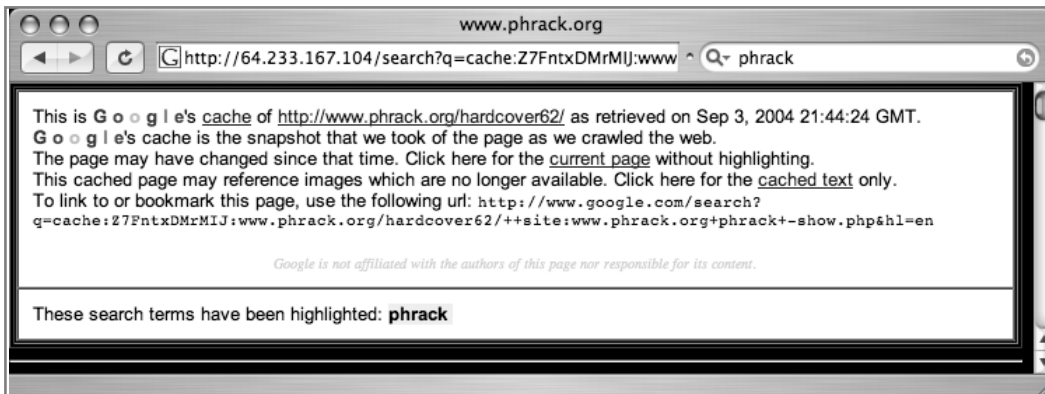 www.phrack.org
G http://64.233.167.104/search?q=cache:Z7FntxDMrMIJ:www
phrack
This is Google's cache of http://www.phrack.org/hardcover62/ as retrieved on Sep 3, 2004 21:44:24 GMT.
Google's cache is the snapshot that we took of the page as we crawled the web.
The page may have changed since that time. Click here for the current page without highlighting.
This cached page may reference images which are no longer available. Click here for the cached text only.
To link to or bookmark this page, use the following url: http://www.google.com/search?
q=cache:Z7FntxDMrMIJ:www.phrack.org/hardcover62/++site:www.phrack.org+phrack+-show.php&hl=en
Google is not affiliated with the authors of this page nor responsible for its content.
These search terms have been highlighted: phrack